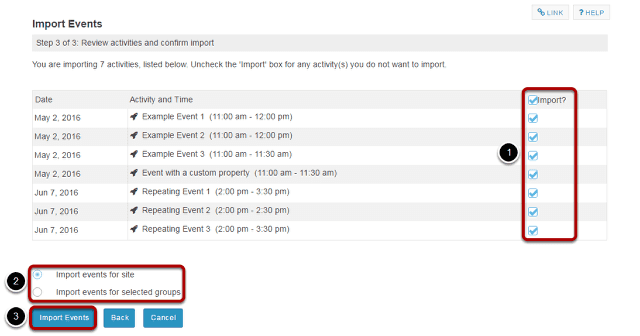 LINK ? HELP
Import Events
Step 3 of 3: Review activities and confirm import
You are importing 7 activities, listed below. Uncheck the 'Import' box for any activity(s) you do not want to import.
Date Activity and Time Import?
May 2, 2016 Example Event 1 (11:00 am - 12:00 pm)
May 2, 2016 Example Event 2 (11:00 am - 12:00 pm)
May 2, 2016 Example Event 3 (11:00 am - 11:30 am)
1
May 2, 2016 Event with a custom property (11:00 am - 11:30 am)
Jun 7, 2016 Repeating Event 1 (2:00 pm - 3:30 pm)
Jun 7, 2016 Repeating Event 2 (2:00 pm - 2:30 pm)
Jun 7, 2016 Repeating Event 3 (2:00 pm - 3:30 pm)
2 Import events for site
Import events for selected groups
3 Import Events Back Cancel